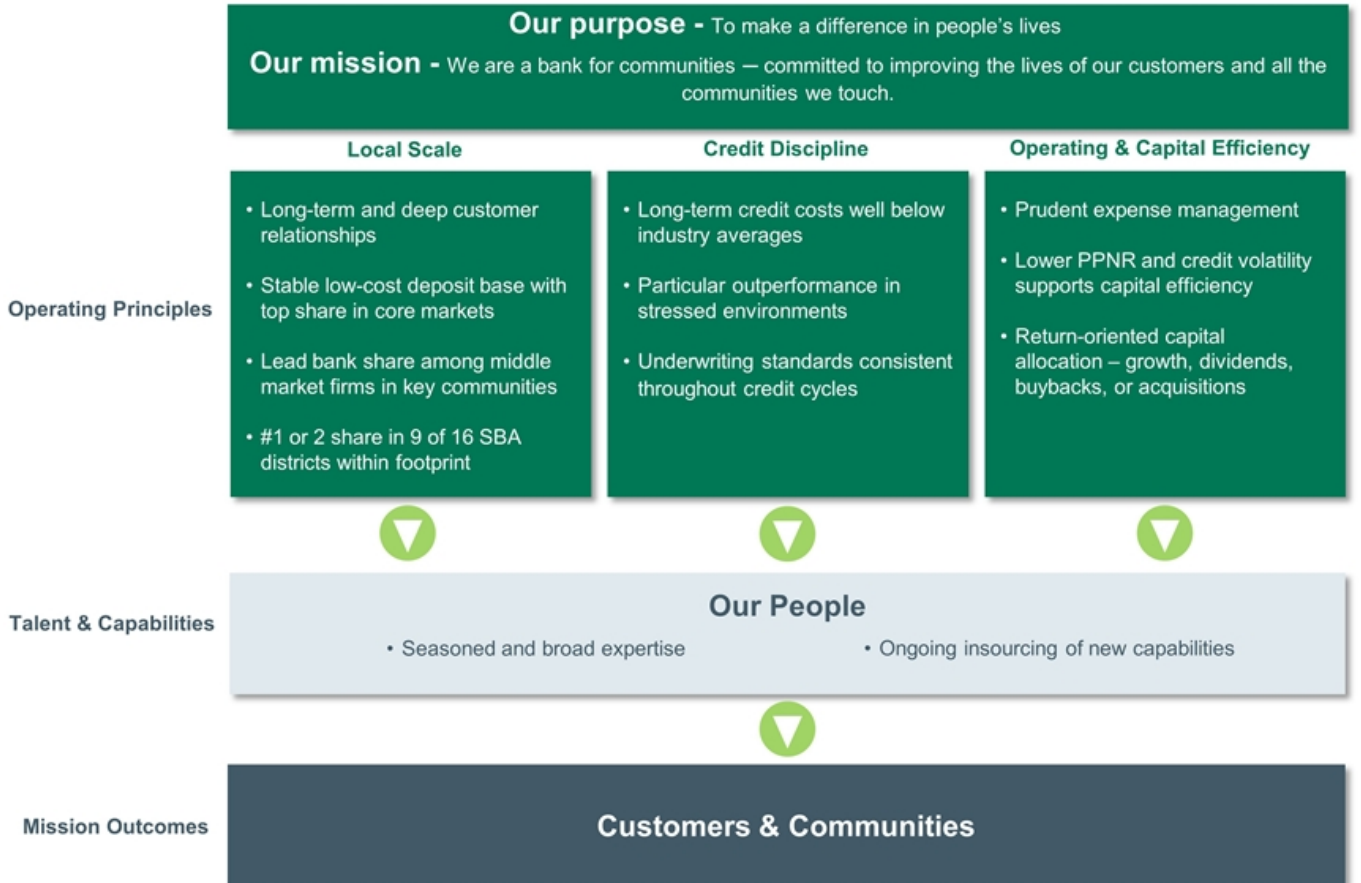 Our purpose - To make a difference in people's lives
Our mission - We are a bank for communities — committed to improving the lives of our customers and all the
communities we touch.
Local Scale
Credit Discipline
Operating & Capital Efficiency
Operating Principles
• Long-term and deep customer
relationships
• Stable low-cost deposit base with
top share in core markets
• Lead bank share among middle
market firms in key communities
• #1 or 2 share in 9 of 16 SBA
districts within footprint
• Long-term credit costs well below
industry averages
• Particular outperformance in
stressed environments
• Underwriting standards consistent
throughout credit cycles
• Prudent expense management
• Lower PPNR and credit volatility
supports capital efficiency
• Return-oriented capital
allocation – growth, dividends,
buybacks, or acquisitions
Talent & Capabilities
Our People
• Seasoned and broad expertise
• Ongoing insourcing of new capabilities
Mission Outcomes
Customers & Communities